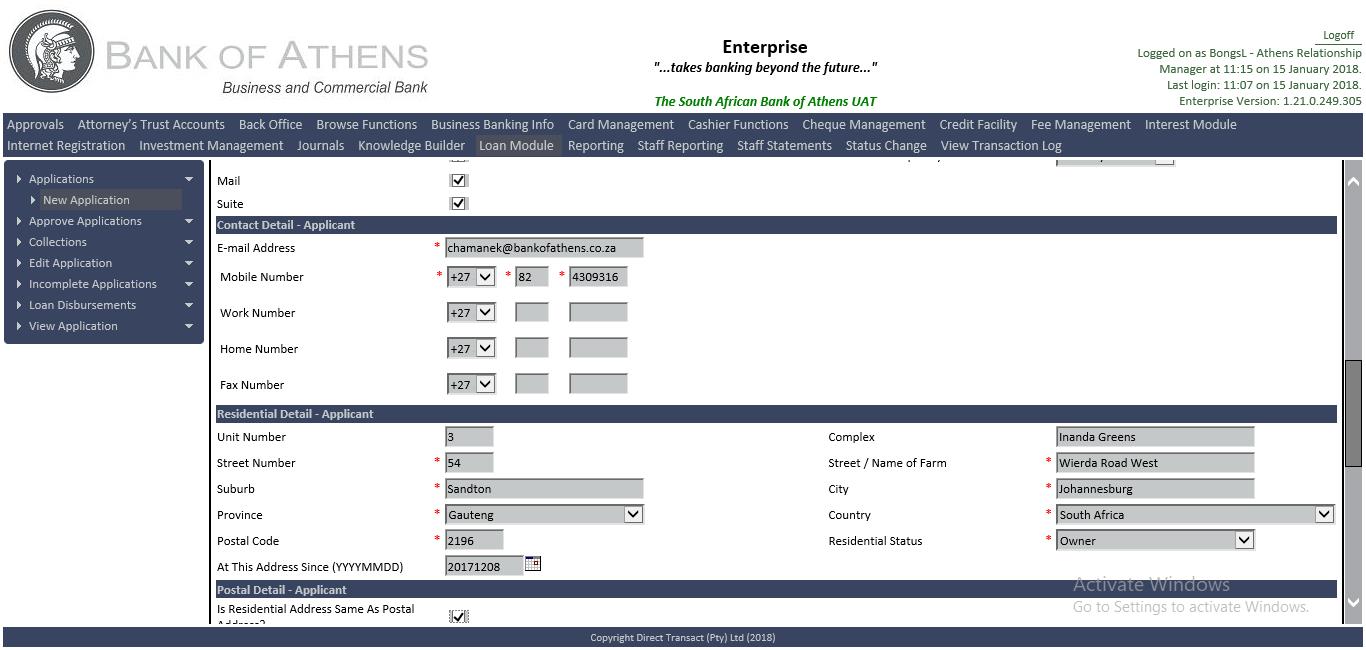 BANK OF ATHENS
Business and Commercial Bank
Enterprise
"...takes banking beyond the future..."
The South African Bank of Athens UAT
Logoff
Logged on as BongsL - Athens Relationship
Manager at 11:15 on 15 January 2018.
Last login: 11:07 on 15 January 2018.
Enterprise Version: 1.21.0.249.305
Approvals Attorney's Trust Accounts Back Office Browse Functions Business Banking Info Card Management Cashier Functions Cheque Management Credit Facility Fee Management Interest Module
Internet Registration Investment Management Journals Knowledge Builder Loan Module Reporting Staff Reporting Staff Statements Status Change View Transaction Log
Applications
New Application
Approve Applications
Collections
Edit Application
Incomplete Applications
Loan Disbursements
View Application
Mail
Suite
Contact Detail - Applicant
E-mail Address * chamanek@bankofathens.co.za
Mobile Number * +27 * 82 * 4309316
Work Number +27
Home Number +27
Fax Number +27
Residential Detail - Applicant
Unit Number 3 Complex Inanda Greens
Street Number * 54 Street / Name of Farm * Wierda Road West
Suburb * Sandton City * Johannesburg
Province * Gauteng Country * South Africa
Postal Code * 2196 Residential Status * Owner
At This Address Since (YYYYMMDD) 20171208
Postal Detail - Applicant
Is Residential Address Same As Postal
Address?
Activate Windows
Go to Settings to activate Windows.
Copyright Direct Transact (Pty) Ltd (2018)